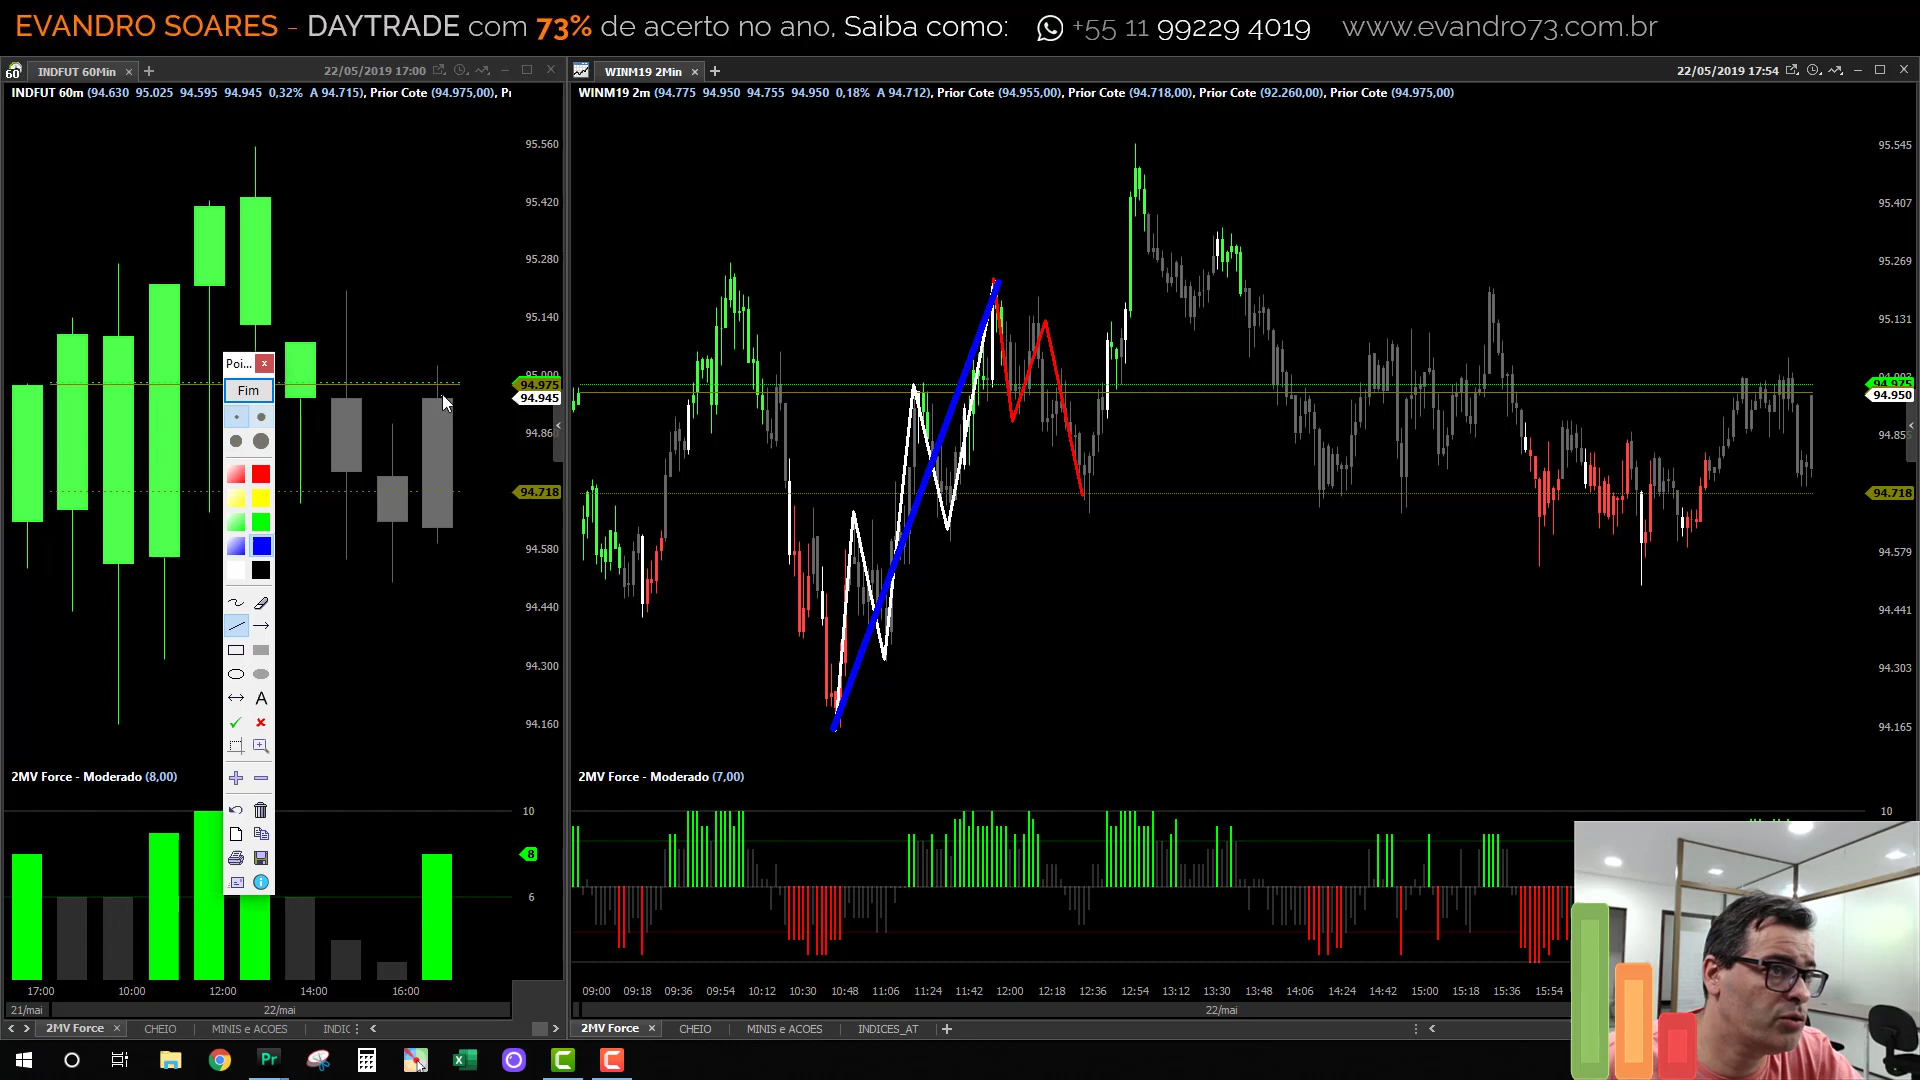 EVANDRO SOARES - DAYTRADE com 73% de acerto no ano, Saiba como: +55 11 99229 4019 www.evandro73.com.br
60 INDFUT 60Min × + 22/05/2019 17:00
WINM19 2Min × + 22/05/2019 17:54
INDFUT 60m (94.630 95.025 94.595 94.945 0,32% A 94.715), Prior Cote (94.975,00), Pr
WINM19 2m (94.775 94.950 94.755 94.950 0,18% A 94.712), Prior Cote (94.955,00), Prior Cote (94.718,00), Prior Cote (92.260,00), Prior Cote (94.975,00)
95.560
95.420
95.280
95.140
95.000
94.975
94.945
94.860
94.718
94.580
94.440
94.300
94.160
95.545
95.407
95.269
95.131
94.993
94.975
94.950
94.718
94.579
94.441
94.303
94.165
Poi...
Fim
A
2MV Force - Moderado (8,00)
10
8
6
2MV Force - Moderado (7,00)
10
17:00 10:00 12:00 14:00 16:00
21/mai 22/mai
09:00 09:18 09:36 09:54 10:12 10:30 10:48 11:06 11:24 11:42 12:00 12:18 12:36 12:54 13:12 13:30 13:48 14:06 14:24 14:42 15:00 15:18 15:36 15:54
22/mai
2MV Force × CHEIO MINIS e ACOES INDIC
2MV Force × CHEIO MINIS e ACOES INDICES_AT +
Pr